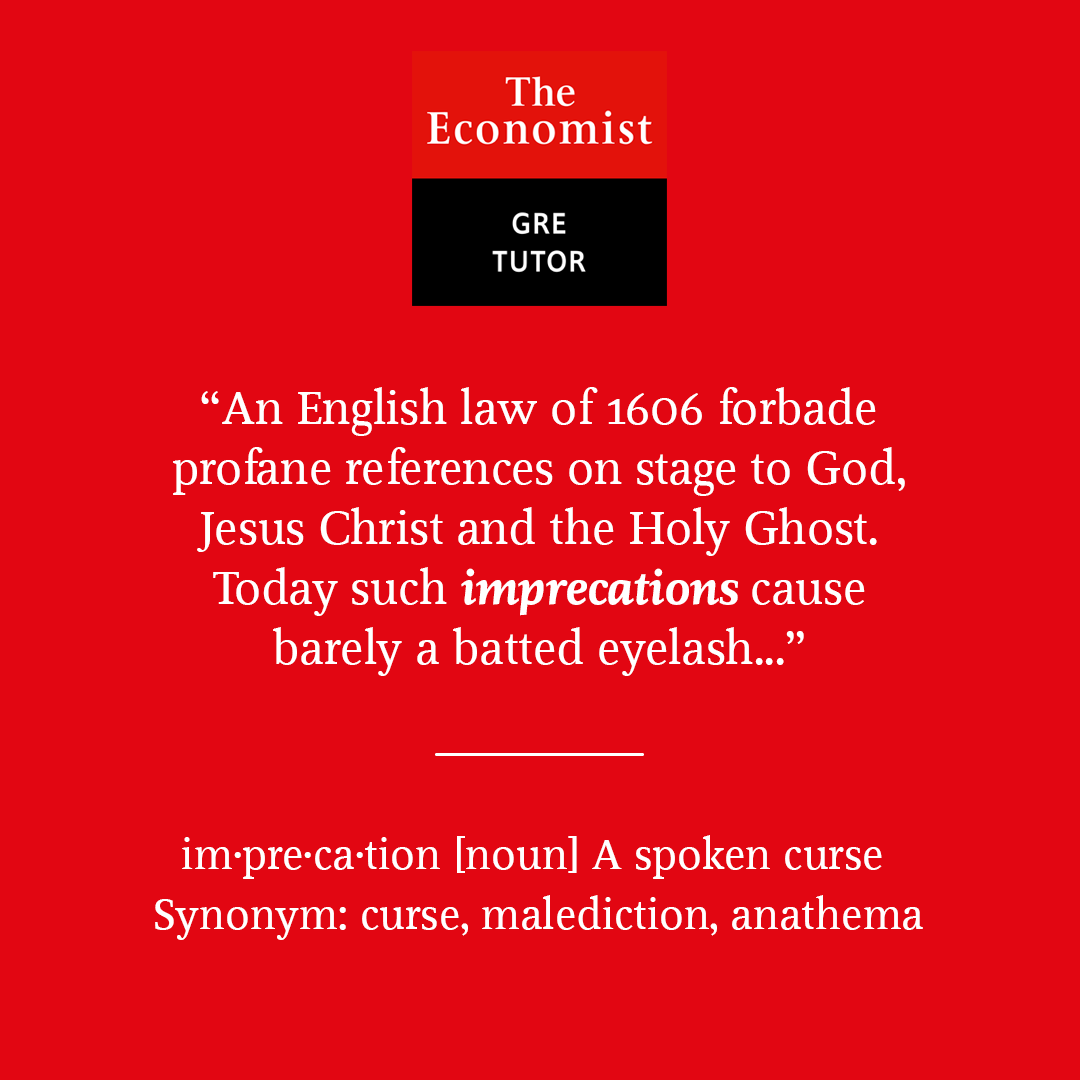 The
Economist
GRE
TUTOR
“An English law of 1606 forbade
profane references on stage to God,
Jesus Christ and the Holy Ghost.
Today such imprecations cause
barely a batted eyelash...”
im·pre·ca·tion [noun] A spoken curse
Synonym: curse, malediction, anathema